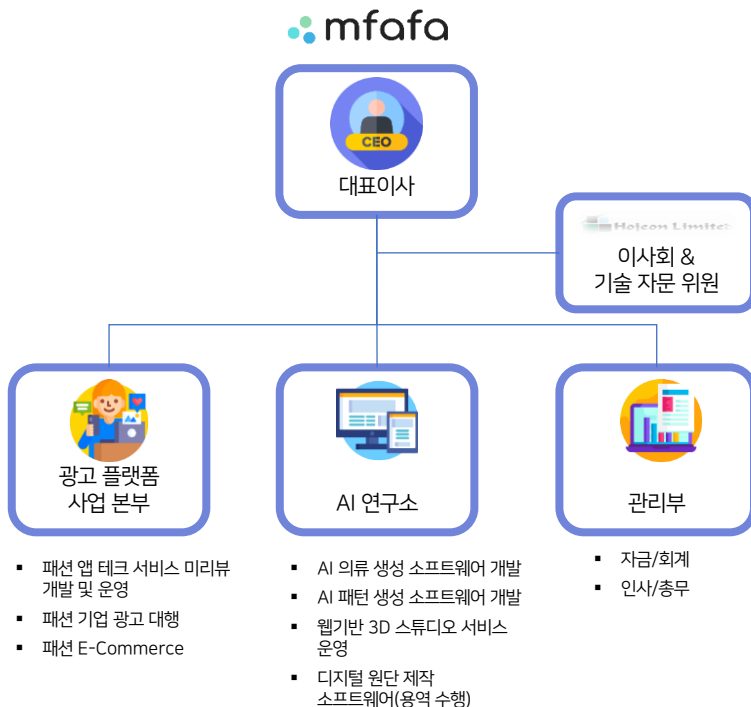 mfafa
CEO
대표이사
Hojeon Limited
이사회 &
기술 자문 위원
광고 플랫폼
사업 본부
AI 연구소
관리부
▪ 패션 앱 테크 서비스 미리뷰
개발 및 운영
▪ 패션 기업 광고 대행
▪ 패션 E-Commerce
▪ AI 의류 생성 소프트웨어 개발
▪ AI 패턴 생성 소프트웨어 개발
▪ 웹기반 3D 스튜디오 서비스
운영
▪ 디지털 원단 제작
소프트웨어(용역 수행)
▪ 자금/회계
▪ 인사/총무